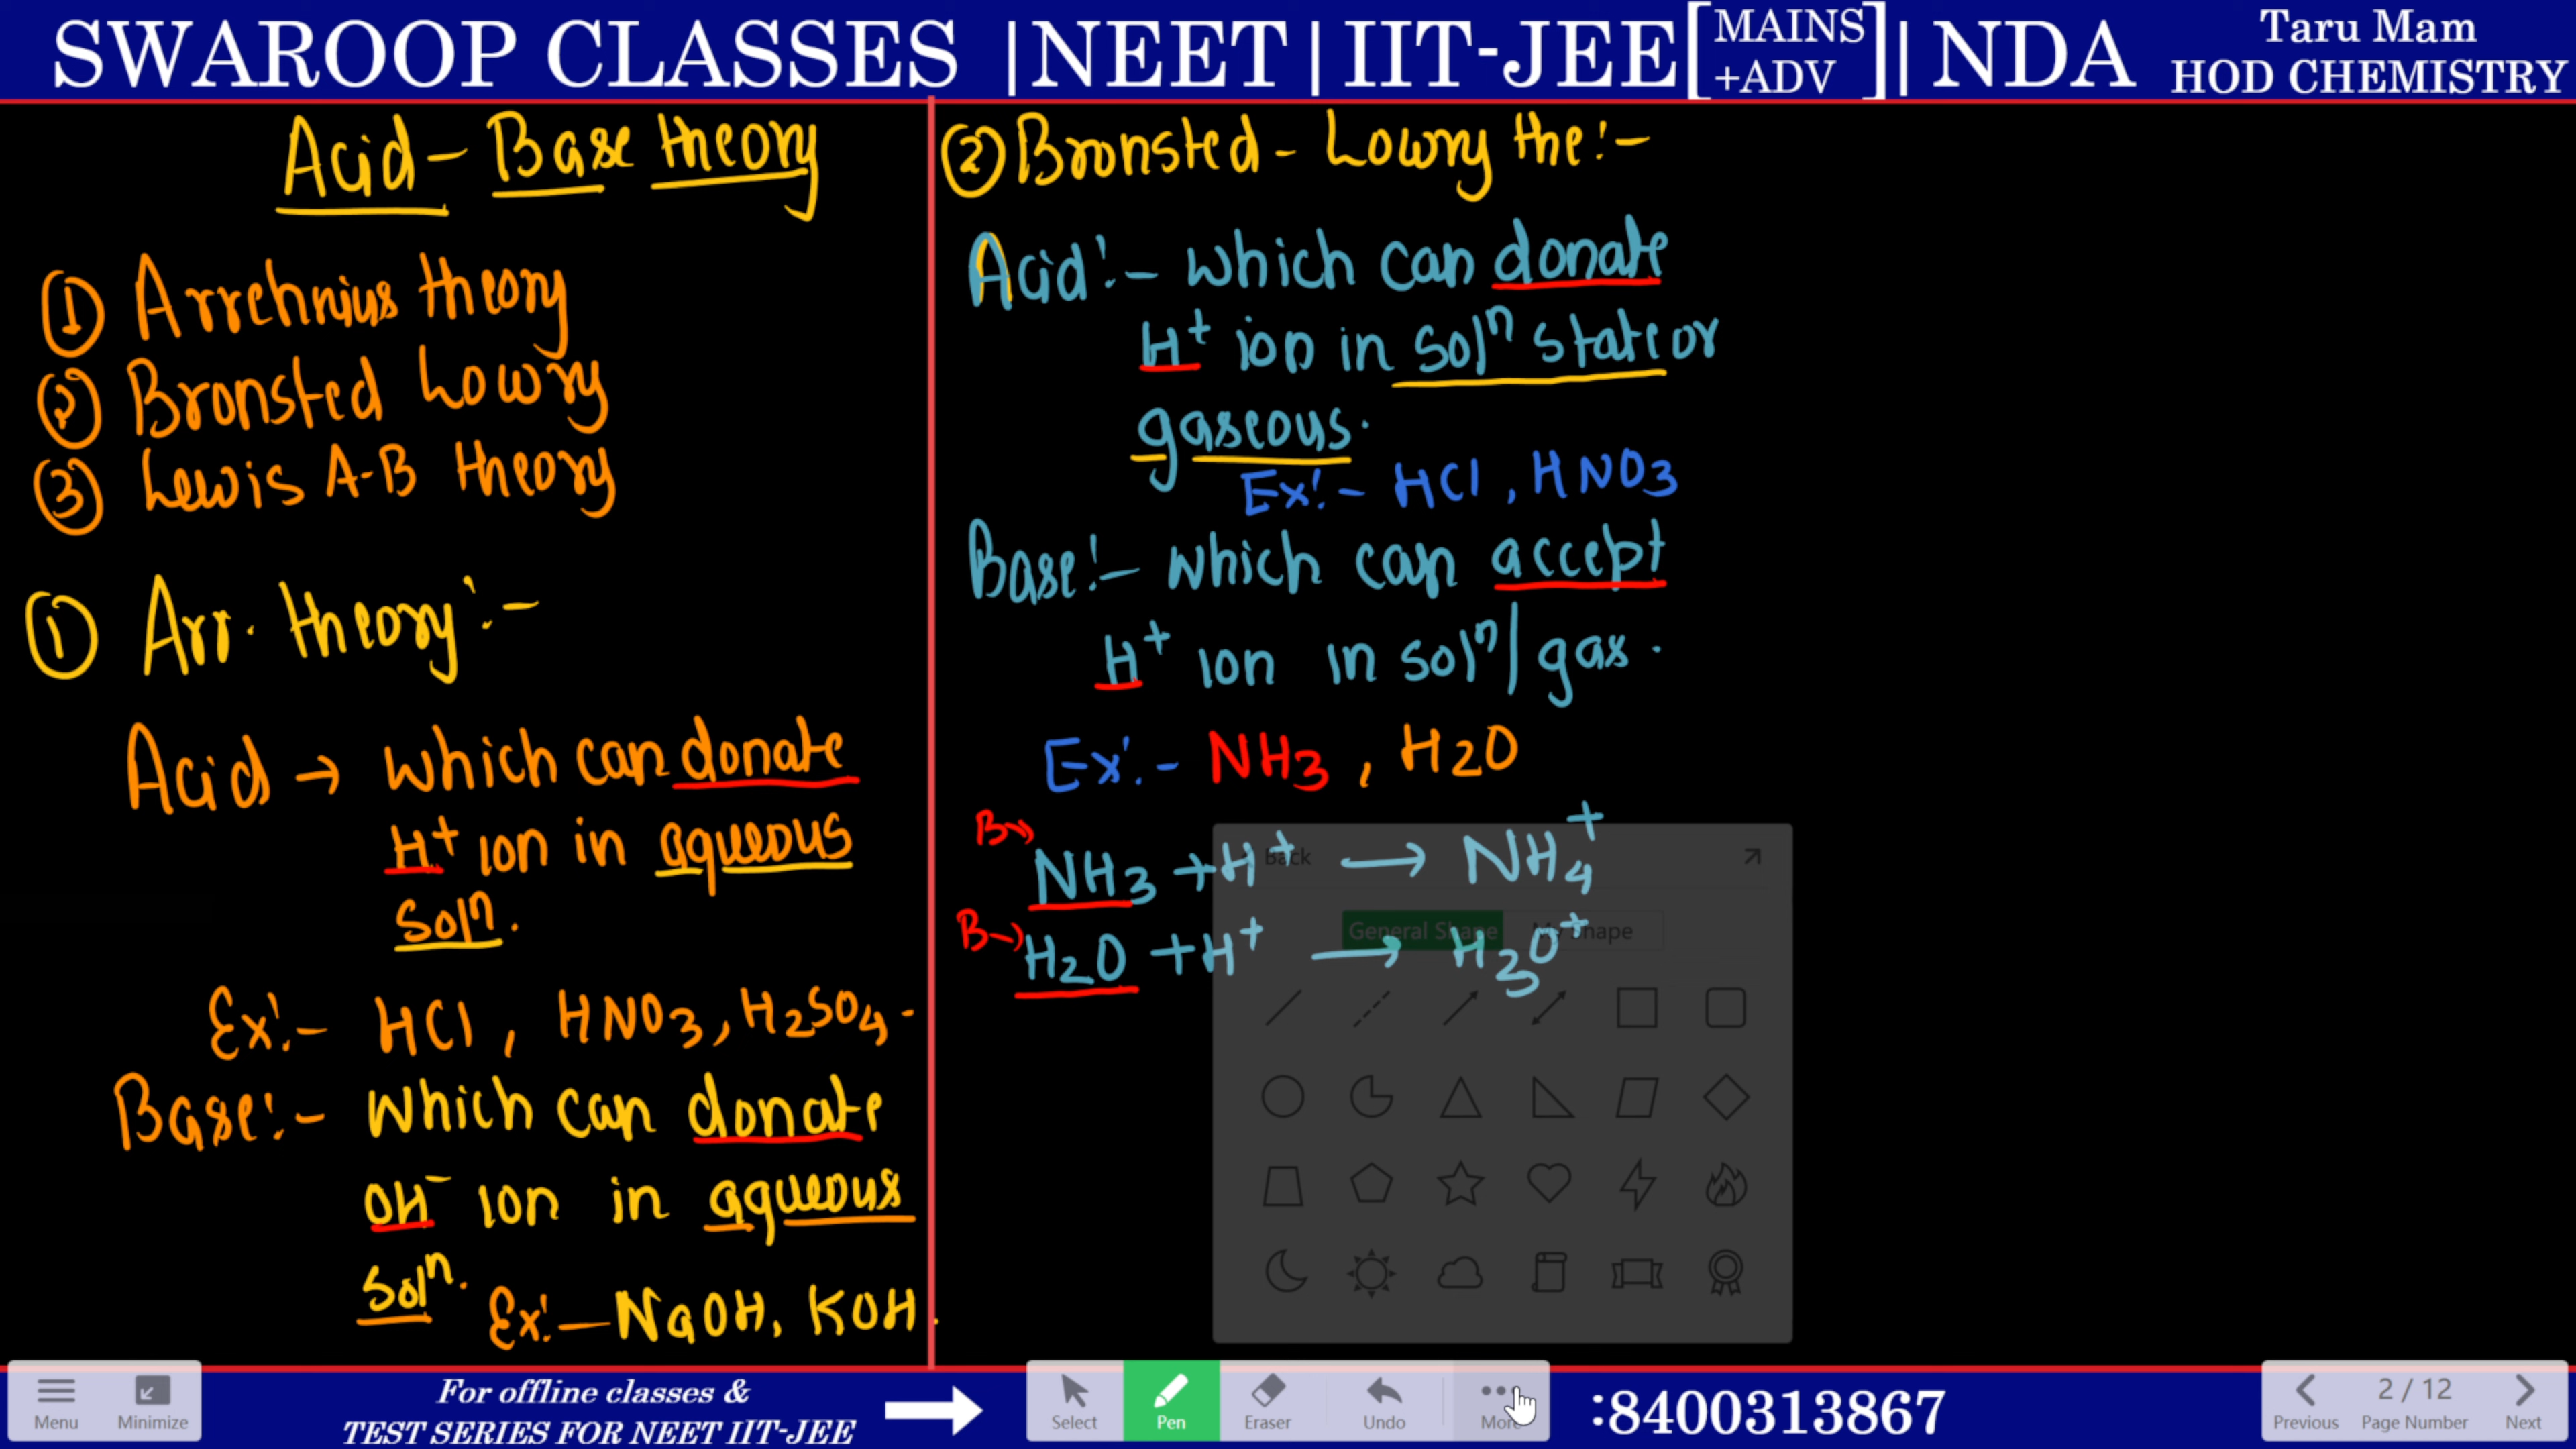 SWAROOP CLASSES |NEET| IIT-JEE[MAINS +ADV]| NDA
Taru Mam
HOD CHEMISTRY
Acid-Base theory
① Arrehnius theory
② Bronsted Lowry
③ Lewis A-B theory
① Arr. theory:-
Acid → which can donate
H⁺ ion in aqueous
Solⁿ.
Ex:- HCl, HNO₃, H₂SO₄.
Base:- which can donate
OH⁻ ion in aqueous
Solⁿ. Ex:- NaOH, KOH.
② Bronsted-Lowry the:-
Acid:- which can donate
H⁺ ion in solⁿ state or
gaseous.
Ex:- HCl, HNO3
Base:- which can accept
H⁺ ion in solⁿ/gas.
Ex:- NH3, H2O
B→ NH₃ + H⁺ → NH₄⁺
B→ H₂O + H⁺ → H₃O⁺
Back
General Shape My Shape
Menu Minimize
For offline classes &
TEST SERIES FOR NEET IIT-JEE
Select Pen Eraser Undo More
:8400313867
2 / 12
Previous Page Number Next